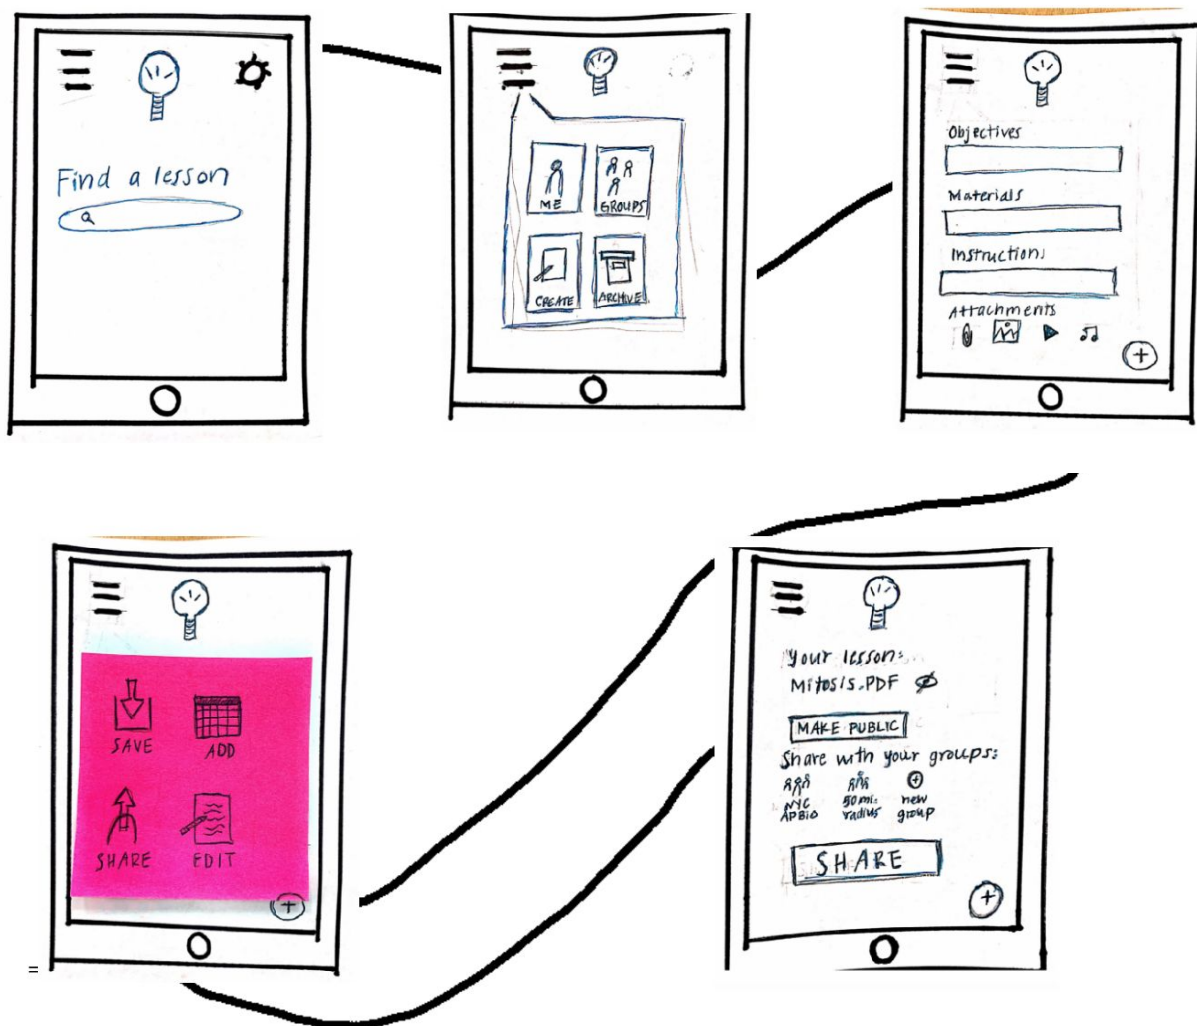 Find a lesson
ME GROUPS
CREATE ARCHIVE
Objectives
Materials
Instructions
Attachments
SAVE ADD
SHARE EDIT
=
Your lesson:
Mitosis.PDF
MAKE PUBLIC
Share with your groups:
NYC 50 mi. new
APBio radius group
SHARE